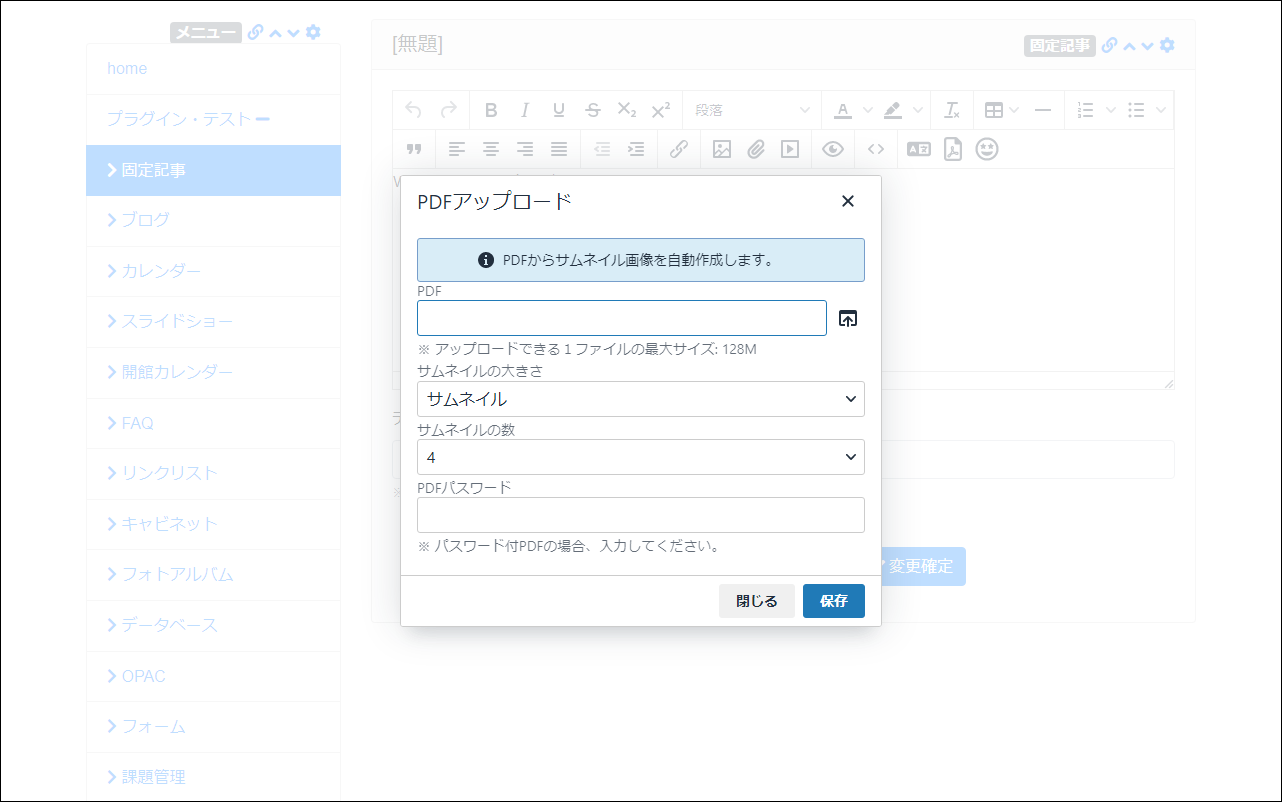 メニュー
home
プラグイン・テスト
固定記事
ブログ
カレンダー
スライドショー
開館カレンダー
FAQ
リンクリスト
キャビネット
フォトアルバム
データベース
OPAC
フォーム
課題管理
[無題]
固定記事
段落
PDFアップロード
PDFからサムネイル画像を自動作成します。
PDF
※ アップロードできる１ファイルの最大サイズ: 128M
サムネイルの大きさ
サムネイル
サムネイルの数
4
PDFパスワード
※ パスワード付PDFの場合、入力してください。
閉じる
保存
変更確定